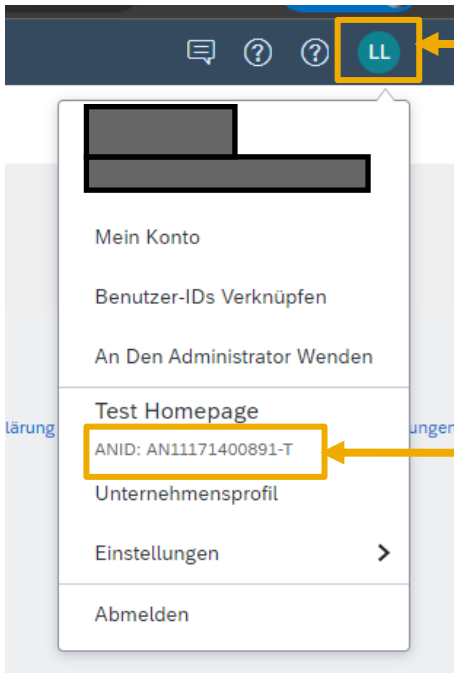 LL
Mein Konto
Benutzer-IDs Verknüpfen
An Den Administrator Wenden
Test Homepage
lärung
ungen
ANID: AN11171400891-T
Unternehmensprofil
Einstellungen
Abmelden